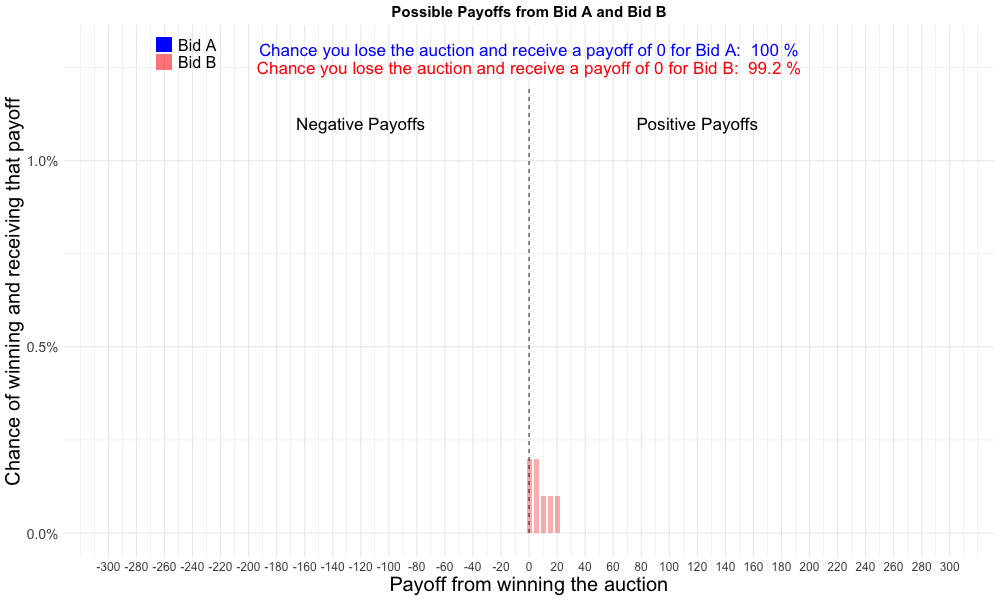 Possible Payoffs from Bid A and Bid B
Bid A
Bid B
Chance you lose the auction and receive a payoff of 0 for Bid A:  100 %
Chance you lose the auction and receive a payoff of 0 for Bid B:  99.2 %
Negative Payoffs
Positive Payoffs
Chance of winning and receiving that payoff
1.0%
0.5%
0.0%
-300 -280 -260 -240 -220 -200 -180 -160 -140 -120 -100 -80 -60 -40 -20 0 20 40 60 80 100 120 140 160 180 200 220 240 260 280 300
Payoff from winning the auction